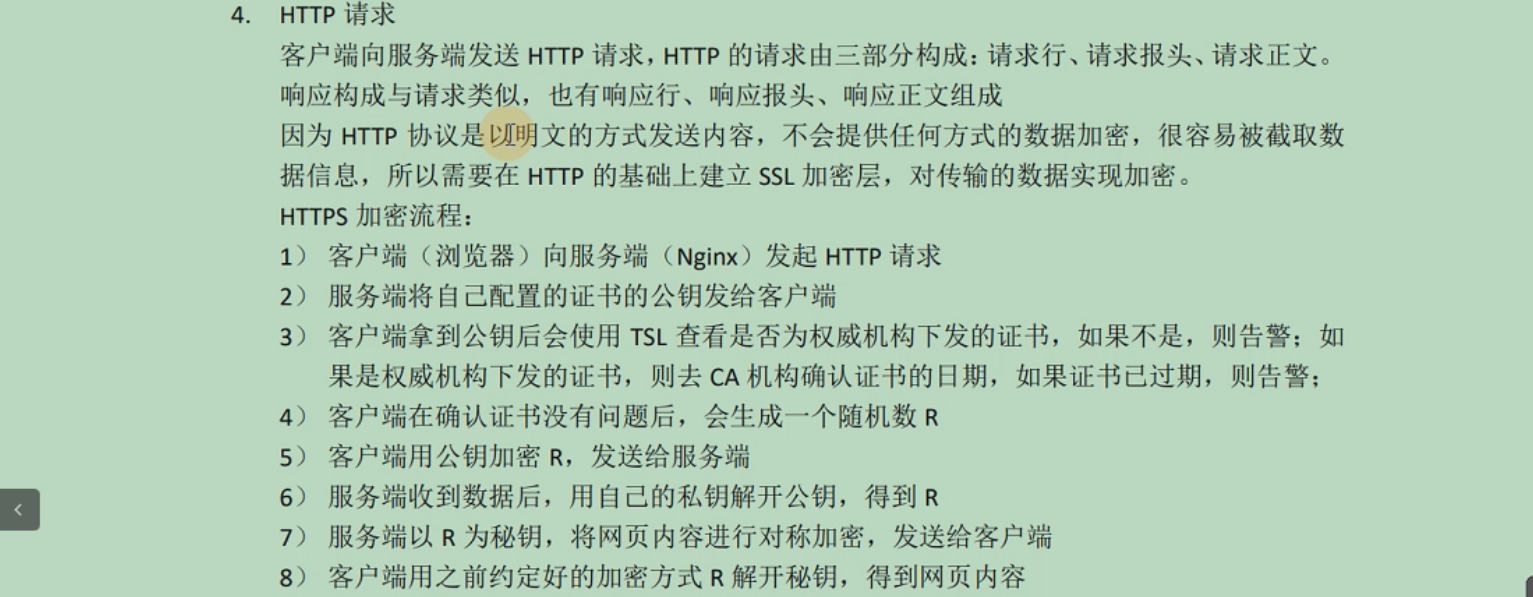 4. HTTP 请求
客户端向服务端发送 HTTP 请求，HTTP 的请求由三部分构成：请求行、请求报头、请求正文。
响应构成与请求类似，也有响应行、响应报头、响应正文组成
因为 HTTP 协议是以明文的方式发送内容，不会提供任何方式的数据加密，很容易被截取数
据信息，所以需要在 HTTP 的基础上建立 SSL 加密层，对传输的数据实现加密。
HTTPS 加密流程：
1） 客户端（浏览器）向服务端（Nginx）发起 HTTP 请求
2） 服务端将自己配置的证书的公钥发给客户端
3） 客户端拿到公钥后会使用 TSL 查看是否为权威机构下发的证书，如果不是，则告警；如
果是权威机构下发的证书，则去 CA 机构确认证书的日期，如果证书已过期，则告警；
4） 客户端在确认证书没有问题后，会生成一个随机数 R
5） 客户端用公钥加密 R，发送给服务端
6） 服务端收到数据后，用自己的私钥解开公钥，得到 R
7） 服务端以 R 为秘钥，将网页内容进行对称加密，发送给客户端
8） 客户端用之前约定好的加密方式 R 解开秘钥，得到网页内容